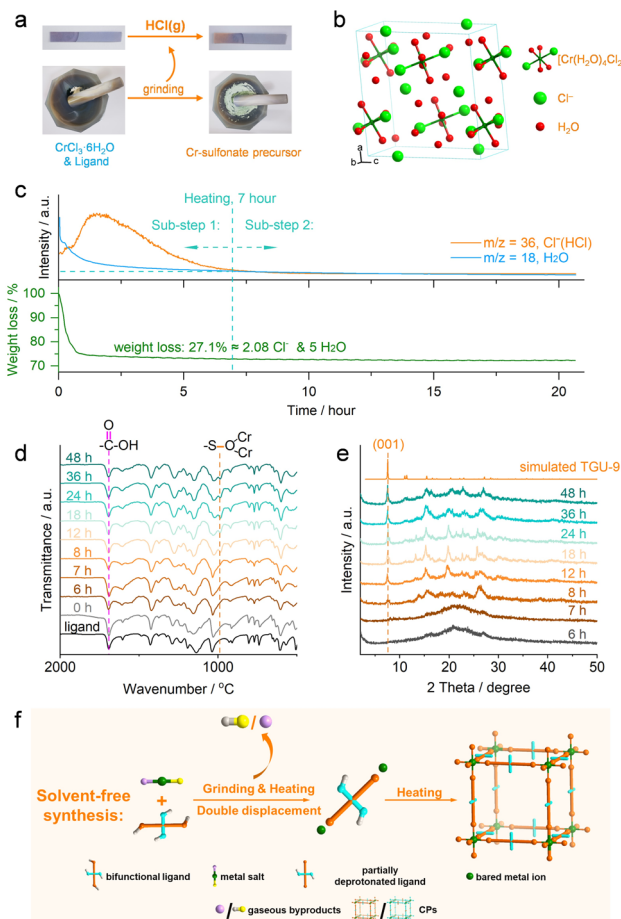 a
HCl(g)
grinding
CrCl₃·6H₂O
& Ligand
Cr-sulfonate precursor
b
[Cr(H₂O)₄Cl₂]
Cl⁻
H₂O
a
b
c
c
Intensity / a.u.
Heating, 7 hour
Sub-step 1:
Sub-step 2:
m/z = 36, Cl⁻(HCl)
m/z = 18, H₂O
Weight loss / %
100
90
80
70
weight loss: 27.1% ≈ 2.08 Cl⁻ & 5 H₂O
0
5
10
15
20
Time / hour
d
Transmittance / a.u.
O
-C-OH
-S-O
Cr
Cr
48 h
36 h
24 h
18 h
12 h
8 h
7 h
6 h
0 h
ligand
2000
1000
Wavenumber / °C
e
Intensity / a.u.
(001)
simulated TGU-9
48 h
36 h
24 h
18 h
12 h
8 h
7 h
6 h
10
20
30
40
50
2 Theta / degree
f
Solvent-free
synthesis:
+
/
Grinding & Heating
Double displacement
Heating
bifunctional ligand
metal salt
partially
deprotonated ligand
bared metal ion
/ gaseous byproducts
/ CPs